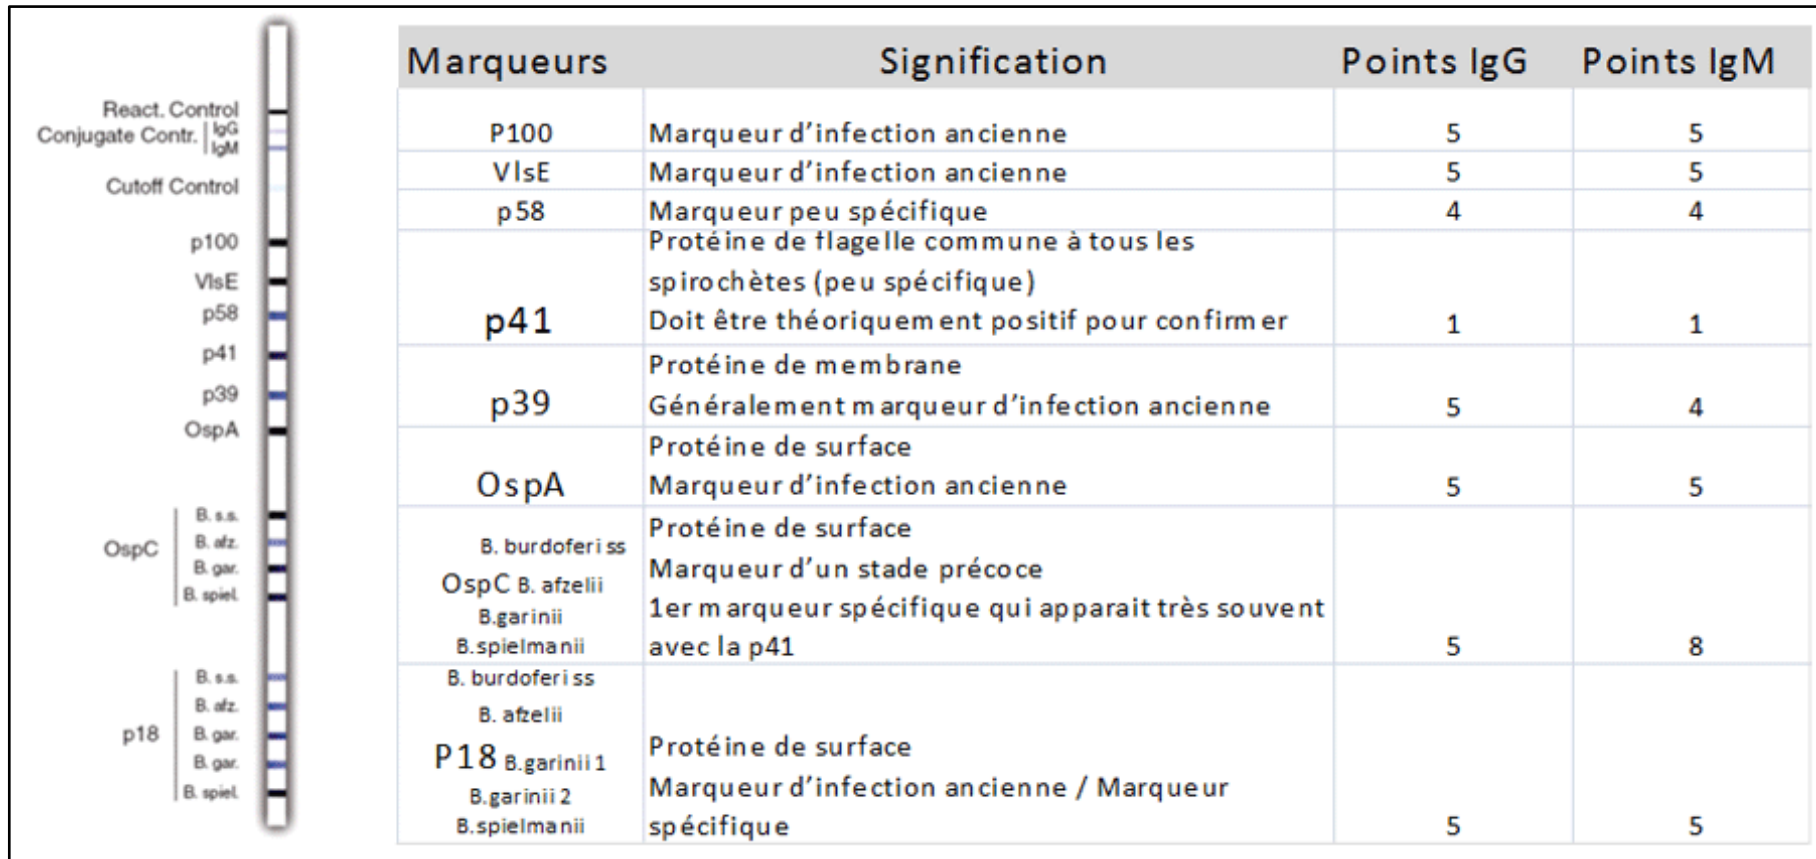 React. Control
Conjugate Contr. IgG
IgM
Cutoff Control
p100
VlsE
p58
p41
p39
OspA
OspC
B. s.s.
B. afz.
B. gar.
B. spiel.
p18
B. s.s.
B. afz.
B. gar.
B. gar.
B. spiel.
Marqueurs Signification Points IgG Points IgM
P100 Marqueur d'infection ancienne 5 5
VlsE Marqueur d'infection ancienne 5 5
p58 Marqueur peu spécifique 4 4
Protéine de flagelle commune à tous les
spirochètes (peu spécifique)
p41 Doit être théoriquement positif pour confirmer 1 1
Protéine de membrane
p39 Généralement marqueur d'infection ancienne 5 4
Protéine de surface
OspA Marqueur d'infection ancienne 5 5
B. burdoferi ss
OspC B. afzelii
B.garinii
B.spielmanii
Protéine de surface
Marqueur d'un stade précoce
1er marqueur spécifique qui apparait très souvent
avec la p41 5 8
B. burdoferi ss
B. afzelii
P18 B.garinii 1
B.garinii 2
B.spielmanii
Protéine de surface
Marqueur d'infection ancienne / Marqueur
spécifique 5 5